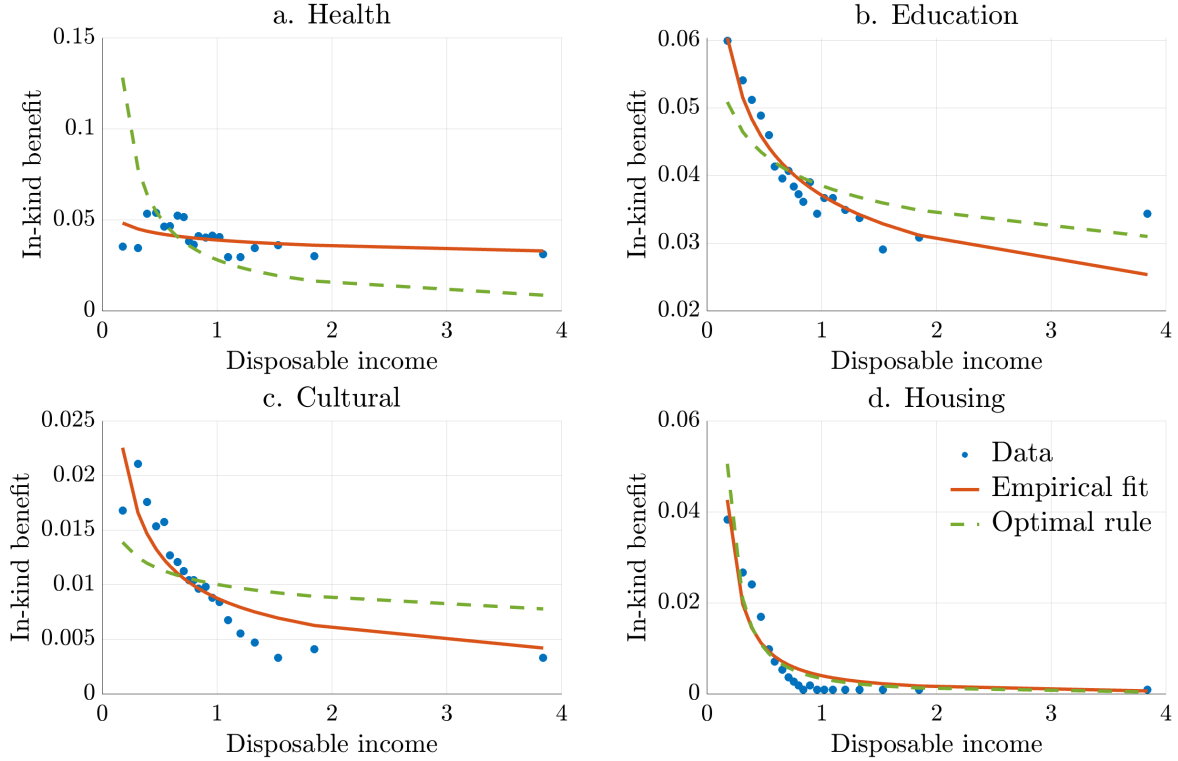 a. Health
0.15
0.1
0.05
0
In-kind benefit
0
1
2
3
4
Disposable income
b. Education
0.06
0.05
0.04
0.03
0.02
In-kind benefit
0
1
2
3
4
Disposable income
c. Cultural
0.025
0.02
0.015
0.01
0.005
0
In-kind benefit
0
1
2
3
4
Disposable income
d. Housing
0.06
0.04
0.02
0
In-kind benefit
Data
Empirical fit
Optimal rule
0
1
2
3
4
Disposable income